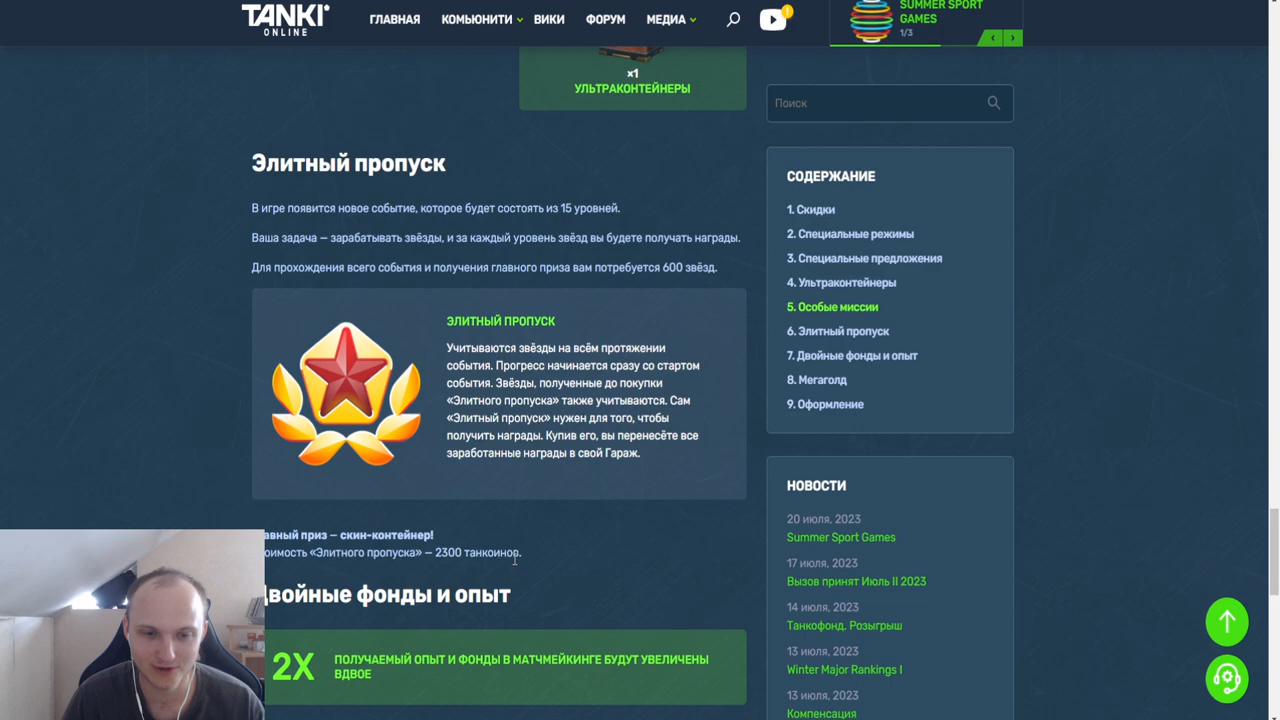 TANKI
ONLINE
ГЛАВНАЯ
КОМЬЮНИТИ
ВИКИ
ФОРУМ
МЕДИА
!
SUMMER SPORT
GAMES
1/3
×1
УЛЬТРАКОНТЕЙНЕРЫ
Элитный пропуск
В игре появится новое событие, которое будет состоять из 15 уровней.
Ваша задача — зарабатывать звёзды, и за каждый уровень звёзд вы будете получать награды.
Для прохождения всего события и получения главного приза вам потребуется 600 звёзд.
ЭЛИТНЫЙ ПРОПУСК
Учитываются звёзды на всём протяжении
события. Прогресс начинается сразу со стартом
события. Звёзды, полученные до покупки
«Элитного пропуска» также учитываются. Сам
«Элитный пропуск» нужен для того, чтобы
получить награды. Купив его, вы перенесёте все
заработанные награды в свой Гараж.
авный приз — скин-контейнер!
оимость «Элитного пропуска» — 2300 танкоинов.
Двойные фонды и опыт
2X
ПОЛУЧАЕМЫЙ ОПЫТ И ФОНДЫ В МАТЧМЕЙКИНГЕ БУДУТ УВЕЛИЧЕНЫ
ВДВОЕ
Поиск
СОДЕРЖАНИЕ
1. Скидки
2. Специальные режимы
3. Специальные предложения
4. Ультраконтейнеры
5. Особые миссии
6. Элитный пропуск
7. Двойные фонды и опыт
8. Мегаголд
9. Оформление
НОВОСТИ
20 июля, 2023
Summer Sport Games
17 июля, 2023
Вызов принят Июль II 2023
14 июля, 2023
Танкофонд. Розыгрыш
13 июля, 2023
Winter Major Rankings I
13 июля, 2023
Компенсация